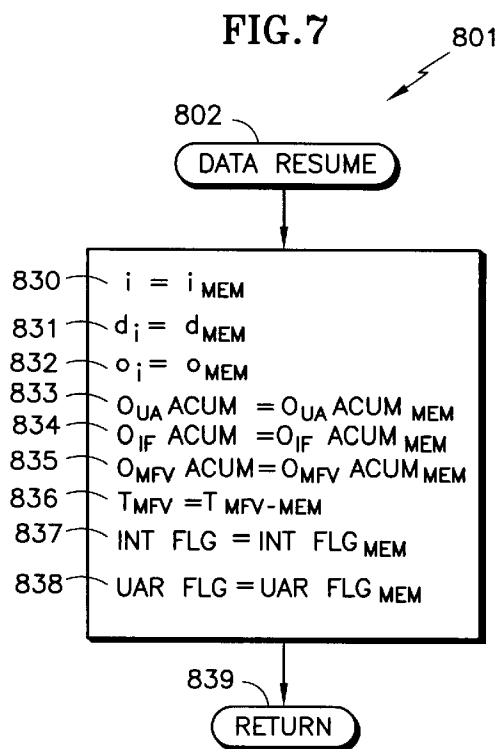 FIG.7
801
802
DATA RESUME
830 i = i MEM
831 d i = d MEM
832 o i = o MEM
833 O UA ACUM = O UA ACUM MEM
834 O IF ACUM = O IF ACUM MEM
835 O MFV ACUM = O MFV ACUM MEM
836 T MFV = T MFV-MEM
837 INT FLG = INT FLG MEM
838 UAR FLG = UAR FLG MEM
839
RETURN